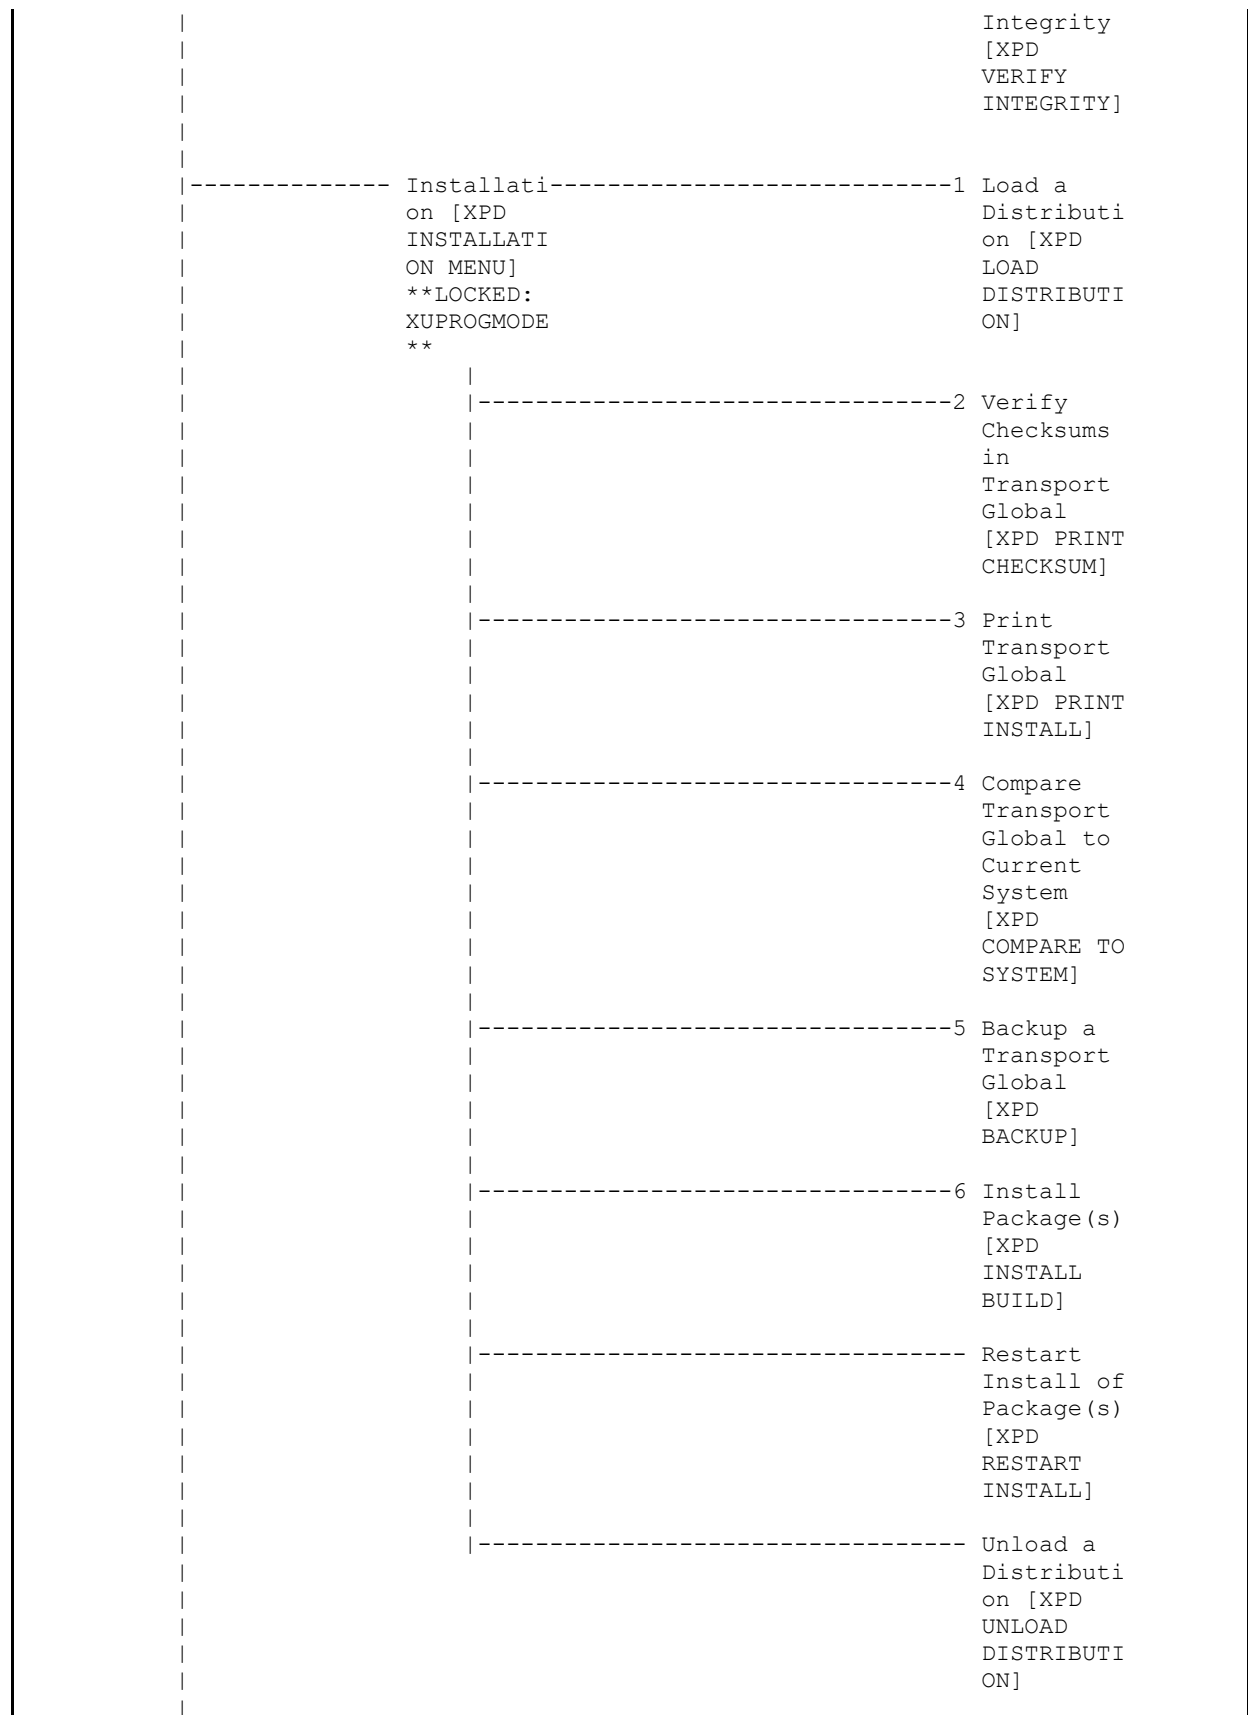 |                                                       Integrity
|                                                       [XPD
|                                                       VERIFY
|                                                       INTEGRITY]
|
|
|-------------- Installati----------------------------1 Load a
|               on [XPD                                 Distributi
|               INSTALLATI                              on [XPD
|               ON MENU]                                LOAD
|               **LOCKED:                               DISTRIBUTI
|               XUPROGMODE                              ON]
|               **
|                   |
|                   |---------------------------------2 Verify
|                   |                                   Checksums
|                   |                                   in
|                   |                                   Transport
|                   |                                   Global
|                   |                                   [XPD PRINT
|                   |                                   CHECKSUM]
|                   |
|                   |---------------------------------3 Print
|                   |                                   Transport
|                   |                                   Global
|                   |                                   [XPD PRINT
|                   |                                   INSTALL]
|                   |
|                   |---------------------------------4 Compare
|                   |                                   Transport
|                   |                                   Global to
|                   |                                   Current
|                   |                                   System
|                   |                                   [XPD
|                   |                                   COMPARE TO
|                   |                                   SYSTEM]
|                   |
|                   |---------------------------------5 Backup a
|                   |                                   Transport
|                   |                                   Global
|                   |                                   [XPD
|                   |                                   BACKUP]
|                   |
|                   |---------------------------------6 Install
|                   |                                   Package(s)
|                   |                                   [XPD
|                   |                                   INSTALL
|                   |                                   BUILD]
|                   |
|                   |---------------------------------- Restart
|                   |                                   Install of
|                   |                                   Package(s)
|                   |                                   [XPD
|                   |                                   RESTART
|                   |                                   INSTALL]
|                   |
|                   |---------------------------------- Unload a
|                                                       Distributi
|                                                       on [XPD
|                                                       UNLOAD
|                                                       DISTRIBUTI
|                                                       ON]
|